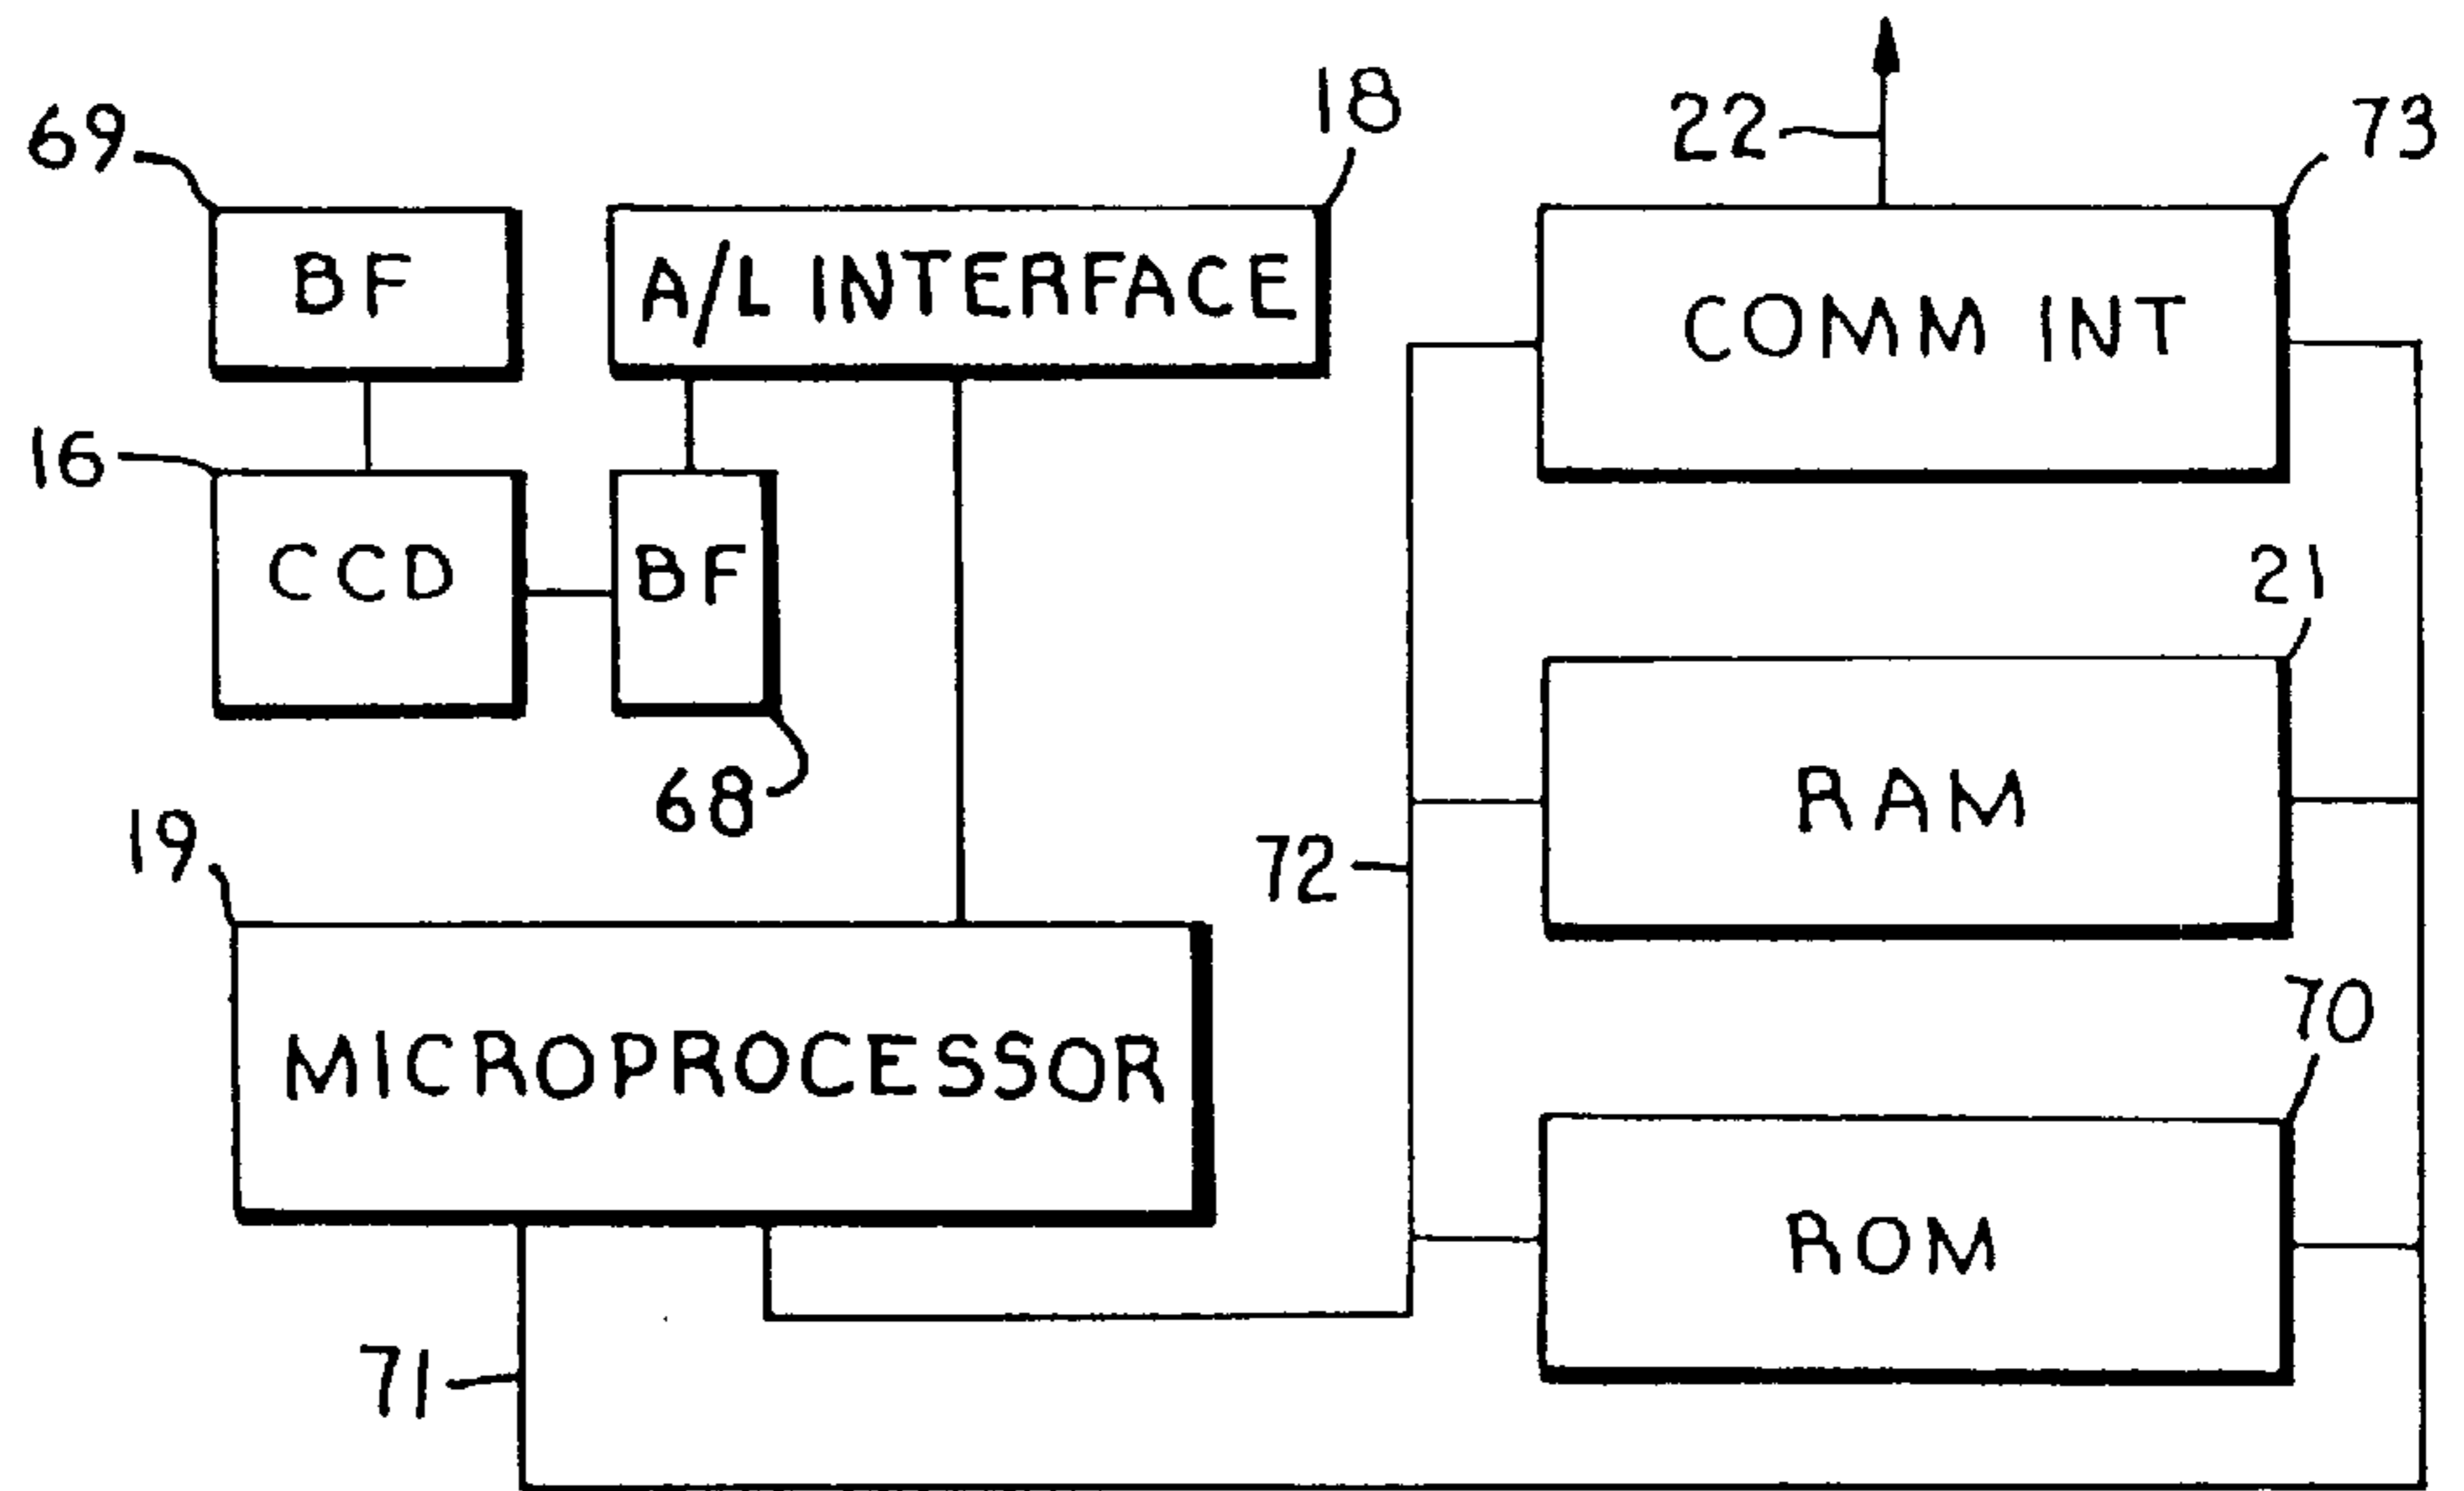 69
BF
18
A/L INTERFACE
22
73
COMM INT
16
CCD
BF
68
21
RAM
72
19
MICROPROCESSOR
70
ROM
71